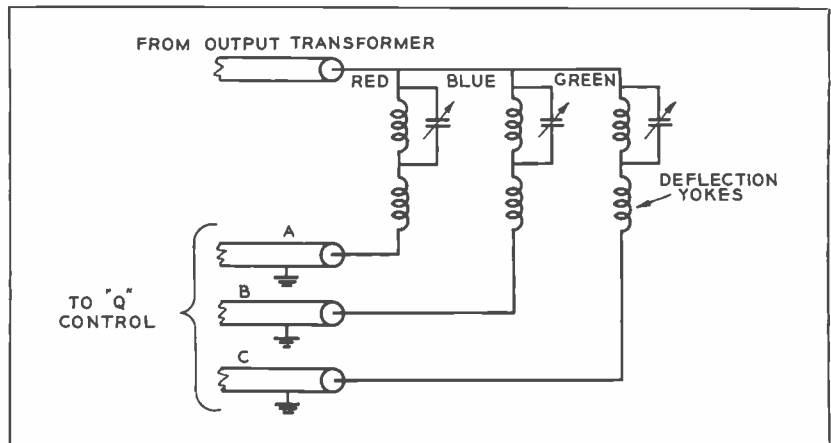 FROM OUTPUT TRANSFORMER
RED BLUE GREEN
DEFLECTION
YOKES
A
TO "Q"
CONTROL
B
C